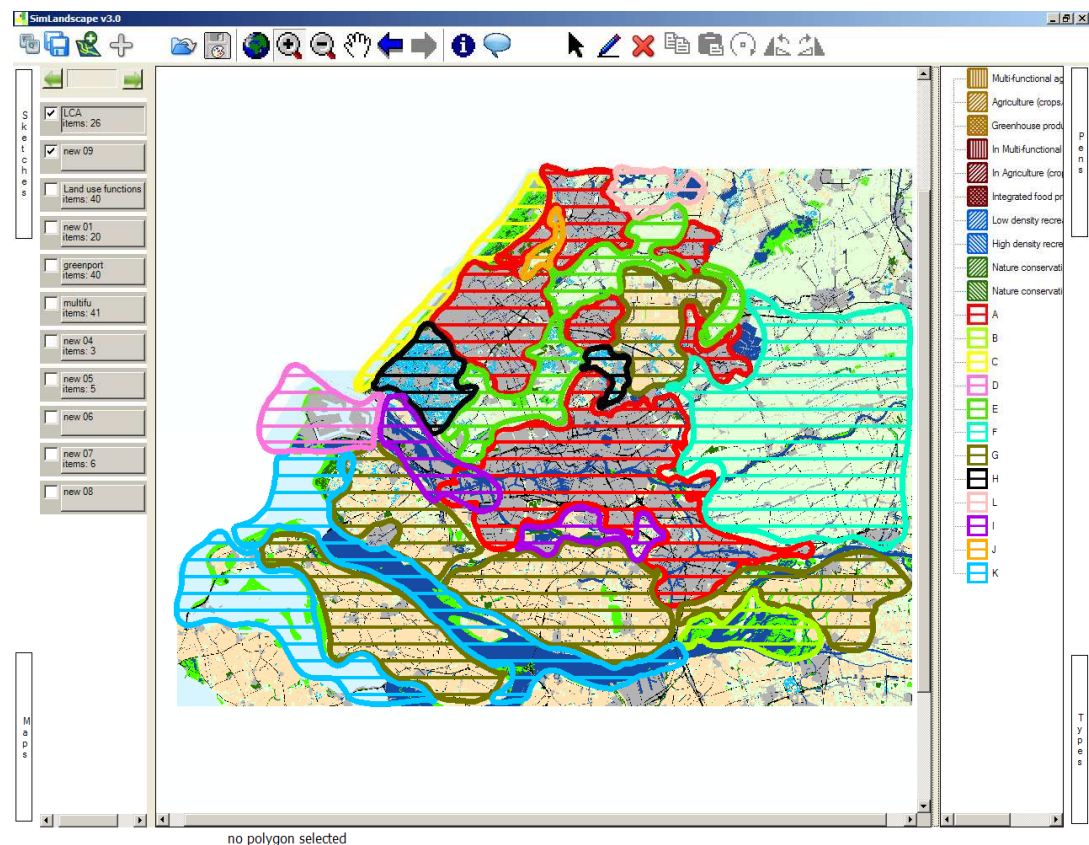 SimLandscape v3.0
Sketches
LCA
items: 26
new 09
Land use functions
items: 40
new 01
items: 20
greenport
items: 40
multifu
items: 41
new 04
items: 3
new 05
items: 5
new 06
new 07
items: 6
new 08
Maps
Multi-functional ag
Agriculture (crops,
Greenhouse produ
In Multi-functional
In Agriculture (crop
Integrated food pr
Low density recrea
High density recre
Nature conservati
Nature conservati
A
B
C
D
E
F
G
H
L
I
J
K
Pens
Types
no polygon selected